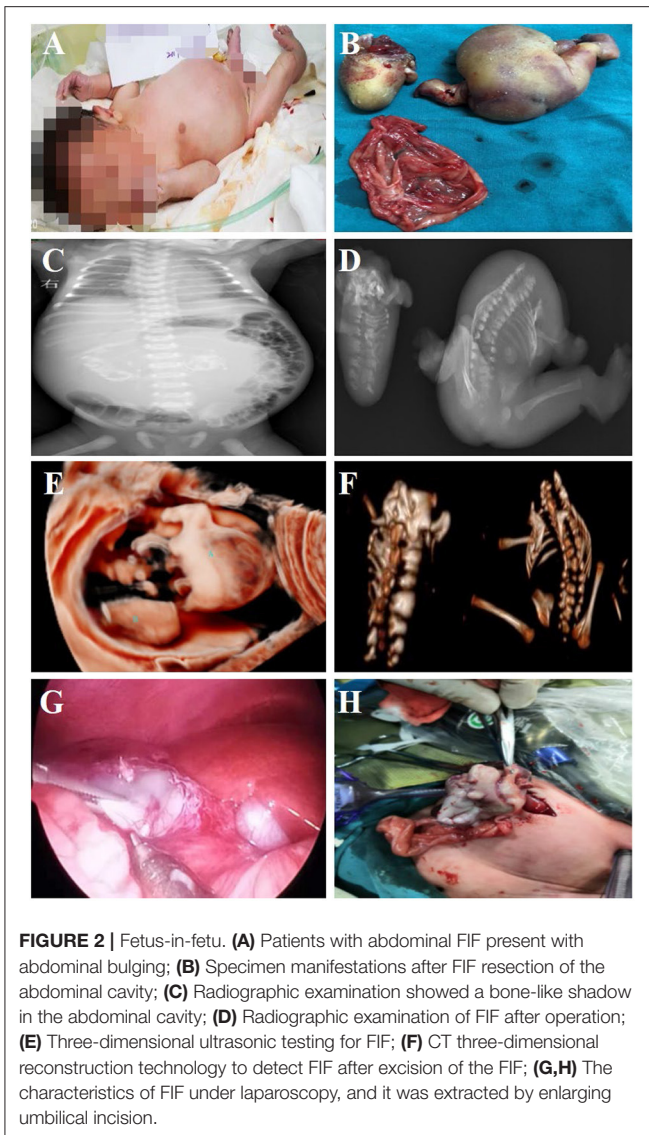 A
B
C
右
D
E
F
G
H
FIGURE 2 | Fetus-in-fetu. (A) Patients with abdominal FIF present with
abdominal bulging; (B) Specimen manifestations after FIF resection of the
abdominal cavity; (C) Radiographic examination showed a bone-like shadow
in the abdominal cavity; (D) Radiographic examination of FIF after operation;
(E) Three-dimensional ultrasonic testing for FIF; (F) CT three-dimensional
reconstruction technology to detect FIF after excision of the FIF; (G,H) The
characteristics of FIF under laparoscopy, and it was extracted by enlarging
umbilical incision.